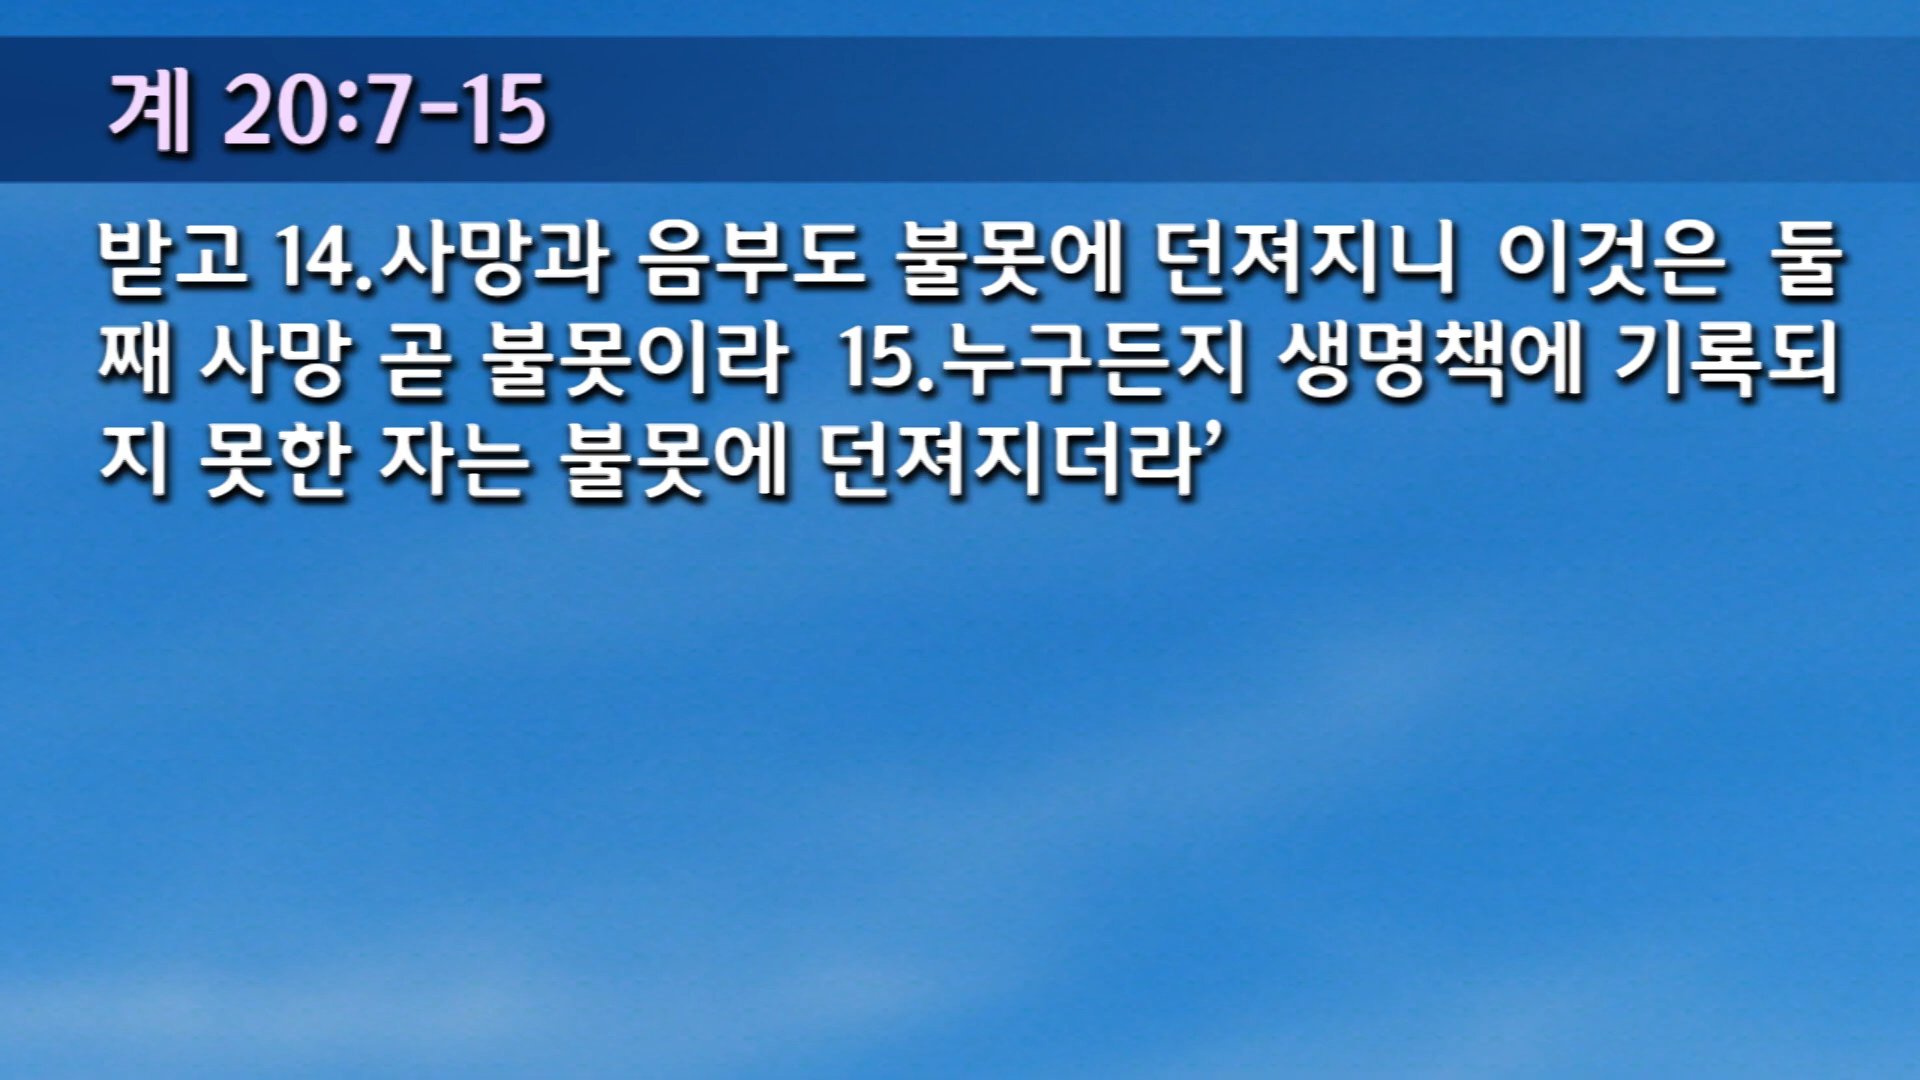 계 20:7-15
받고 14.사망과 음부도 불못에 던져지니 이것은 둘
째 사망 곧 불못이라 15.누구든지 생명책에 기록되
지 못한 자는 불못에 던져지더라’